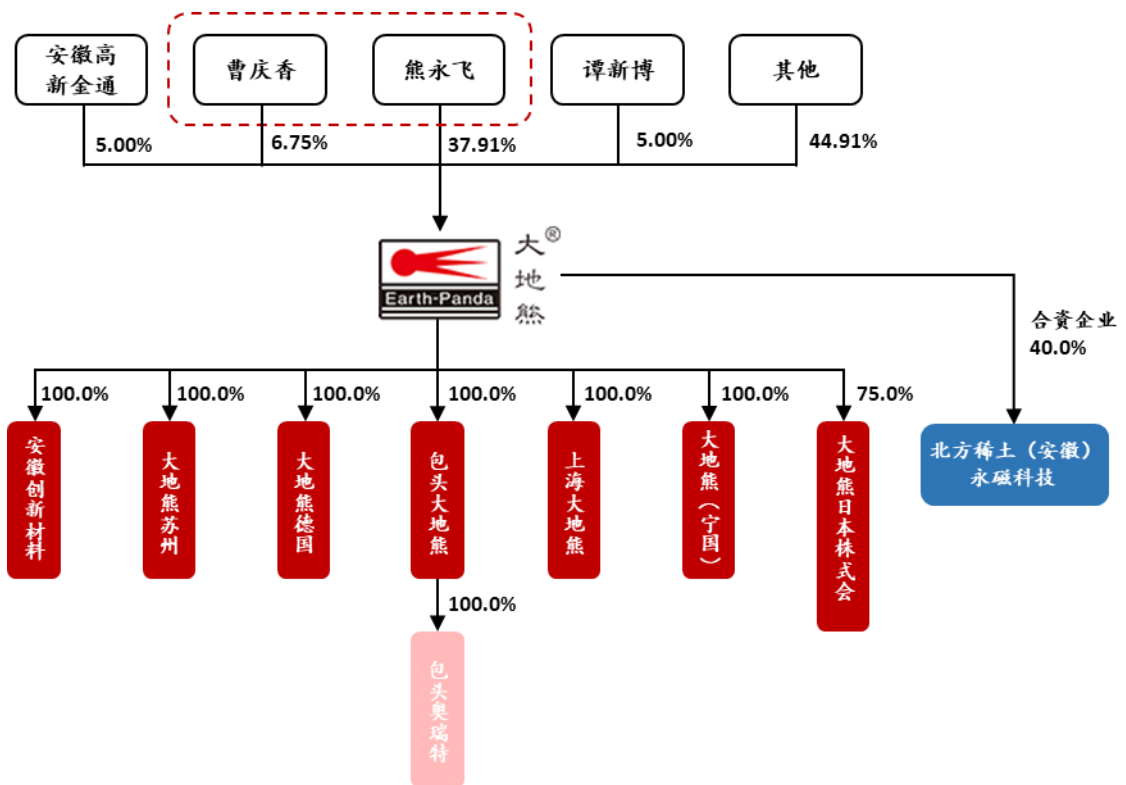 安徽高
新金通
曹庆香
熊永飞
谭新博
其他
5.00%
6.75%
37.91%
5.00%
44.91%
Earth-Panda
大®
地
熊
合資企业
40.0%
100.0%
100.0%
100.0%
100.0%
100.0%
100.0%
75.0%
安徽创新材料
大地熊苏州
大地熊德国
包头大地熊
上海大地熊
大地熊（宁国）
大地熊日本株式会
北方稀土（安徽）
永磁科技
100.0%
包头奥瑞特